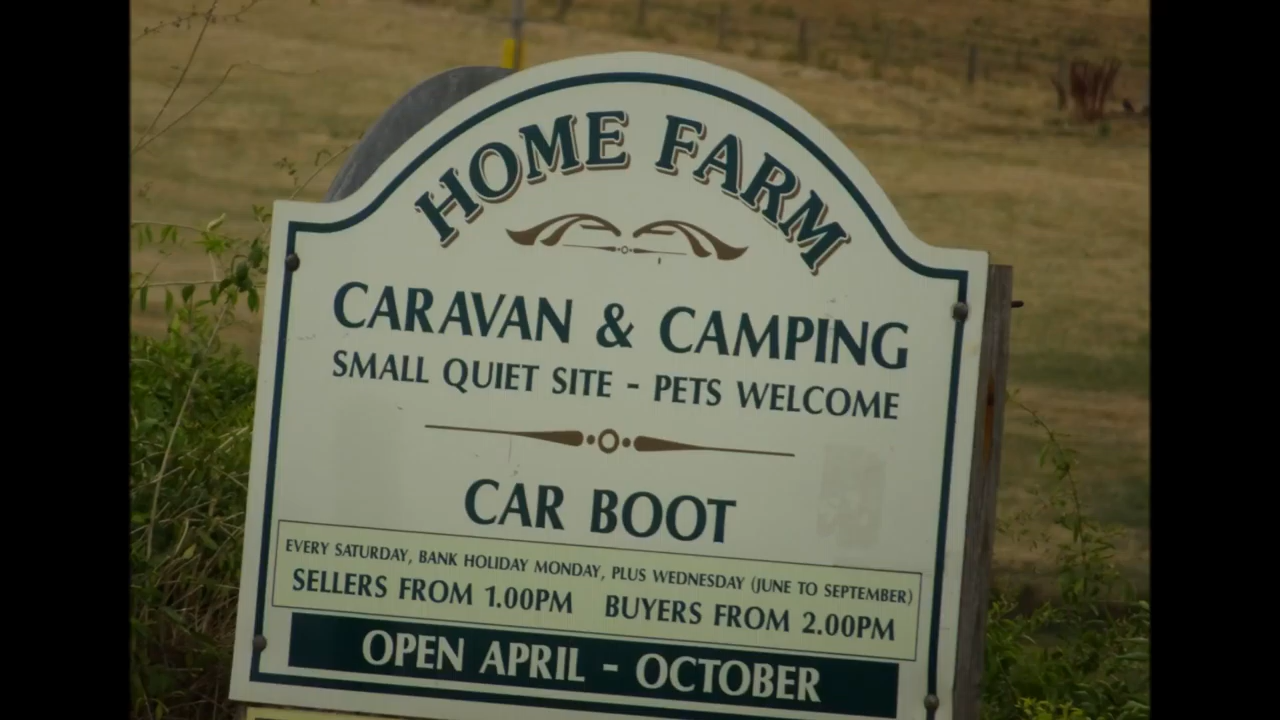 HOME FARM
CARAVAN & CAMPING
SMALL QUIET SITE - PETS WELCOME
CAR BOOT
EVERY SATURDAY, BANK HOLIDAY MONDAY, PLUS WEDNESDAY (JUNE TO SEPTEMBER)
SELLERS FROM 1.00PM BUYERS FROM 2.00PM
OPEN APRIL - OCTOBER